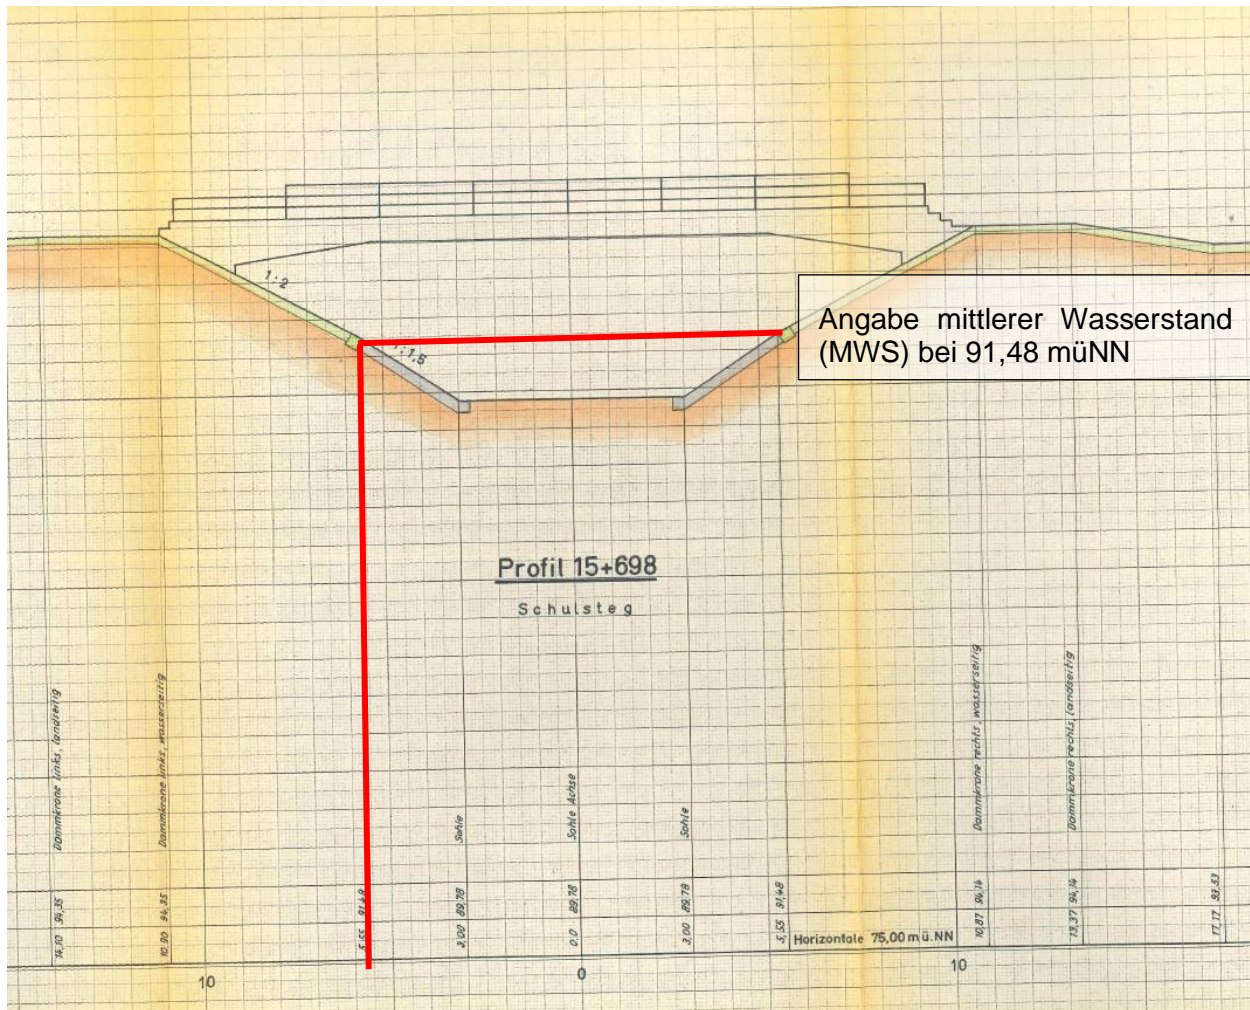 1:2
1:1,5
Angabe mittlerer Wasserstand
(MWS) bei 91,48 müNN
Profil 15+698
Schulsteg
Dammkrone links, landseitig
Dammkrone links, wasserseitig
Sohle
Sohle Achse
Sohle
Dammkrone rechts, wasserseitig
Dammkrone rechts, landseitig
14,10 94,35
10,90 94,35
5,55 91,48
3,00 89,78
0,0 89,78
3,00 89,78
5,55 91,48
10,87 94,14
13,37 94,14
17,17 93,53
Horizontale 75,00 m ü. NN
10
0
10